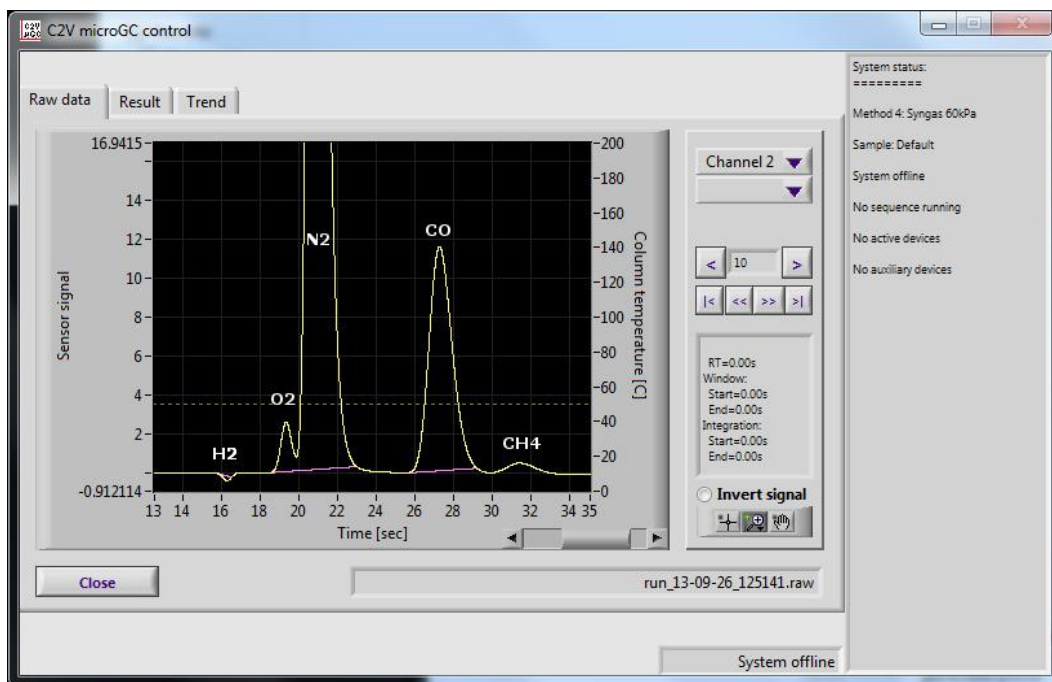 C2V
µGC
C2V microGC control
Raw data
Result
Trend
16.9415
14
12
10
8
6
4
2
-0.912114
Sensor signal
H2
O2
N2
CO
CH4
200
180
160
140
120
100
80
60
40
20
0
Column temperature [C]
13 14 16 18 20 22 24 26 28 30 32 34 35
Time [sec]
Channel 2
< 10 >
|< << >> >|
RT=0.00s
Window:
Start=0.00s
End=0.00s
Integration:
Start=0.00s
End=0.00s
Invert signal
Close
run_13-09-26_125141.raw
System offline
System status:
=========
Method 4: Syngas 60kPa
Sample: Default
System offline
No sequence running
No active devices
No auxiliary devices